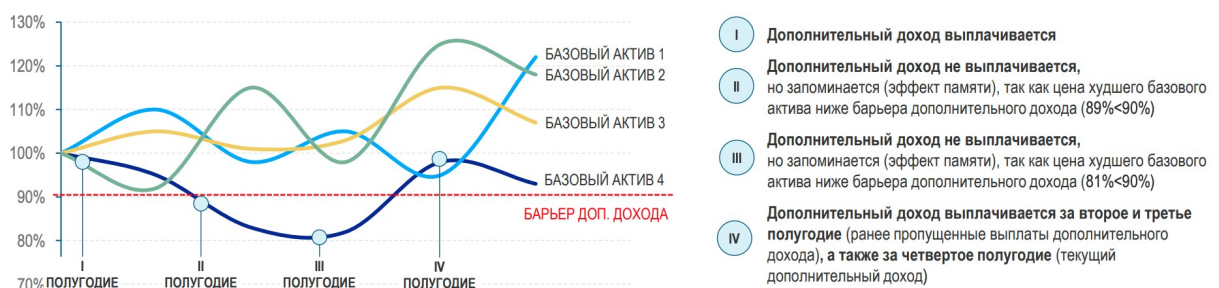 130%
120%
110%
100%
90%
80%
70%
БАЗОВЫЙ АКТИВ 1
БАЗОВЫЙ АКТИВ 2
БАЗОВЫЙ АКТИВ 3
БАЗОВЫЙ АКТИВ 4
БАРЬЕР ДОП. ДОХОДА
I
ПОЛУГОДИЕ
II
ПОЛУГОДИЕ
III
ПОЛУГОДИЕ
IV
ПОЛУГОДИЕ
I
Дополнительный доход выплачивается
II
Дополнительный доход не выплачивается,
но запоминается (эффект памяти), так как цена худшего базового
актива ниже барьера дополнительного дохода (89%<90%)
III
Дополнительный доход не выплачивается,
но запоминается (эффект памяти), так как цена худшего базового
актива ниже барьера дополнительного дохода (81%<90%)
IV
Дополнительный доход выплачивается за второе и третье
полугодие (ранее пропущенные выплаты дополнительного
дохода), а также за четвертое полугодие (текущий
дополнительный доход)